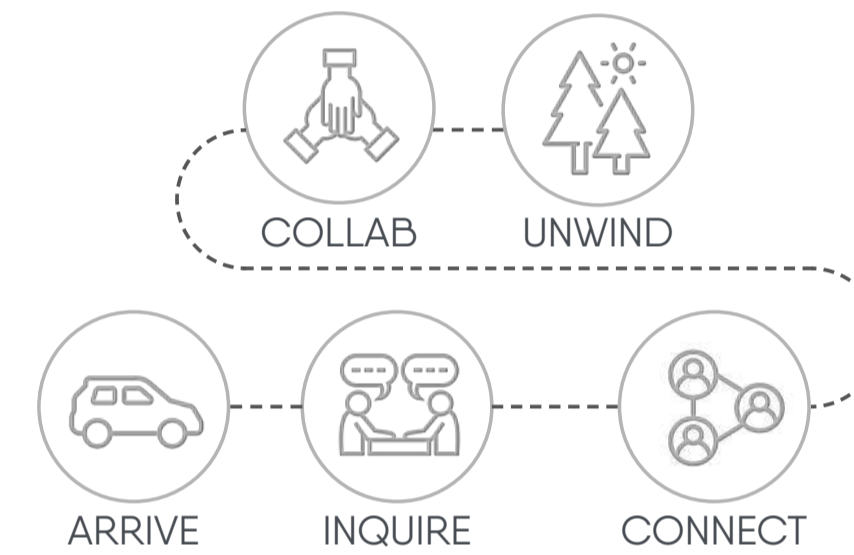 COLLAB
UNWIND
ARRIVE
INQUIRE
CONNECT